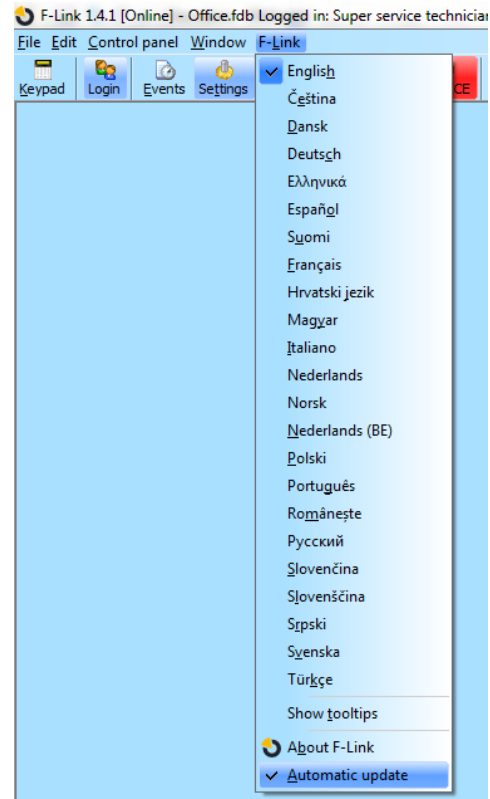 F-Link 1.4.1 [Online] - Office.fdb Logged in: Super service technician
File Edit Control panel Window F-Link
Keypad Login Events Settings CE
English
Čeština
Dansk
Deutsch
Ελληνικά
Español
Suomi
Français
Hrvatski jezik
Magyar
Italiano
Nederlands
Norsk
Nederlands (BE)
Polski
Português
Românește
Русский
Slovenčina
Slovenščina
Srpski
Svenska
Türkçe
Show tooltips
About F-Link
Automatic update